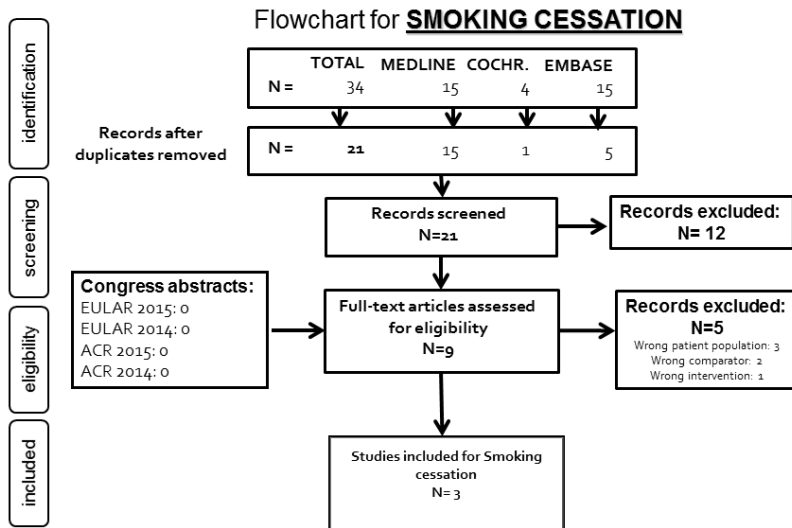 Flowchart for SMOKING CESSATION
identification
TOTAL MEDLINE COCHR. EMBASE
N = 34 15 4 15
Records after
duplicates removed
N = 21 15 1 5
screening
Records screened
N=21
Records excluded:
N= 12
eligibility
Congress abstracts:
EULAR 2015: 0
EULAR 2014: 0
ACR 2015: 0
ACR 2014: 0
Full-text articles assessed
for eligibility
N=9
Records excluded:
N=5
Wrong patient population: 3
Wrong comparator: 2
Wrong intervention: 1
included
Studies included for Smoking
cessation
N= 3